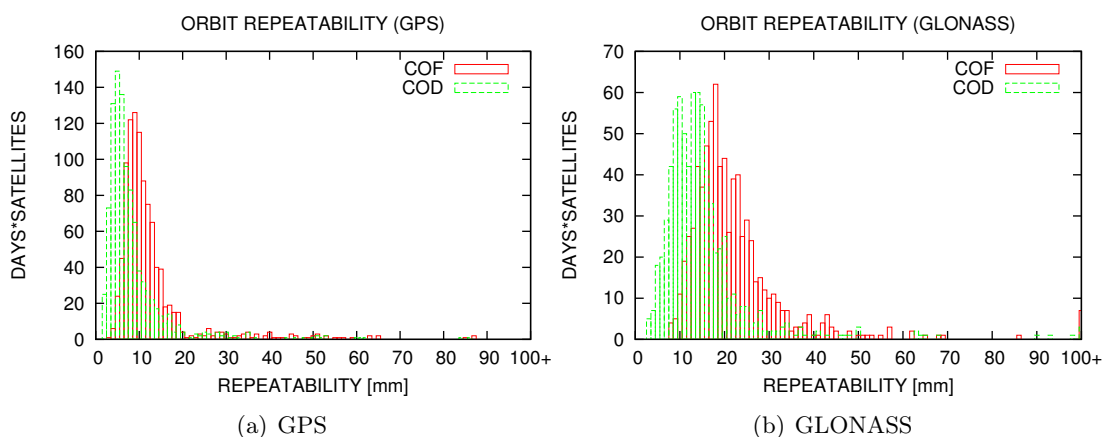 ORBIT REPEATABILITY (GPS)
160
140
120
100
80
60
40
20
0
DAYS*SATELLITES
COF
COD
0 10 20 30 40 50 60 70 80 90 100+
REPEATABILITY [mm]
(a) GPS
ORBIT REPEATABILITY (GLONASS)
70
60
50
40
30
20
10
0
DAYS*SATELLITES
COF
COD
0 10 20 30 40 50 60 70 80 90 100+
REPEATABILITY [mm]
(b) GLONASS